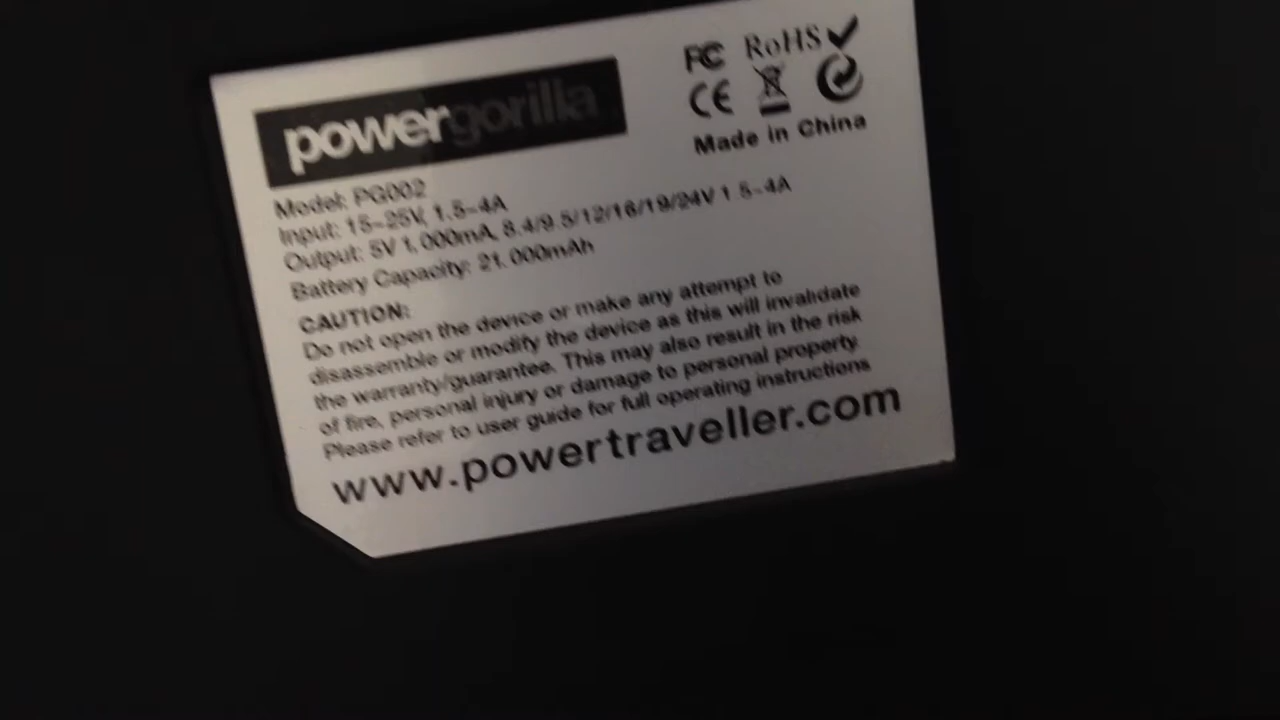 powergorilla
FC RoHS
CE
Made in China
Model: PG002
Input: 15-25V, 1.5-4A
Output: 5V 1,000mA, 8.4/9.5/12/16/19/24V 1.5-4A
Battery Capacity: 21.000mAh
CAUTION:
Do not open the device or make any attempt to
disassemble or modify the device as this will invalidate
the warranty/guarantee. This may also result in the risk
of fire, personal injury or damage to personal property
Please refer to user guide for full operating instructions
www.powertraveller.com